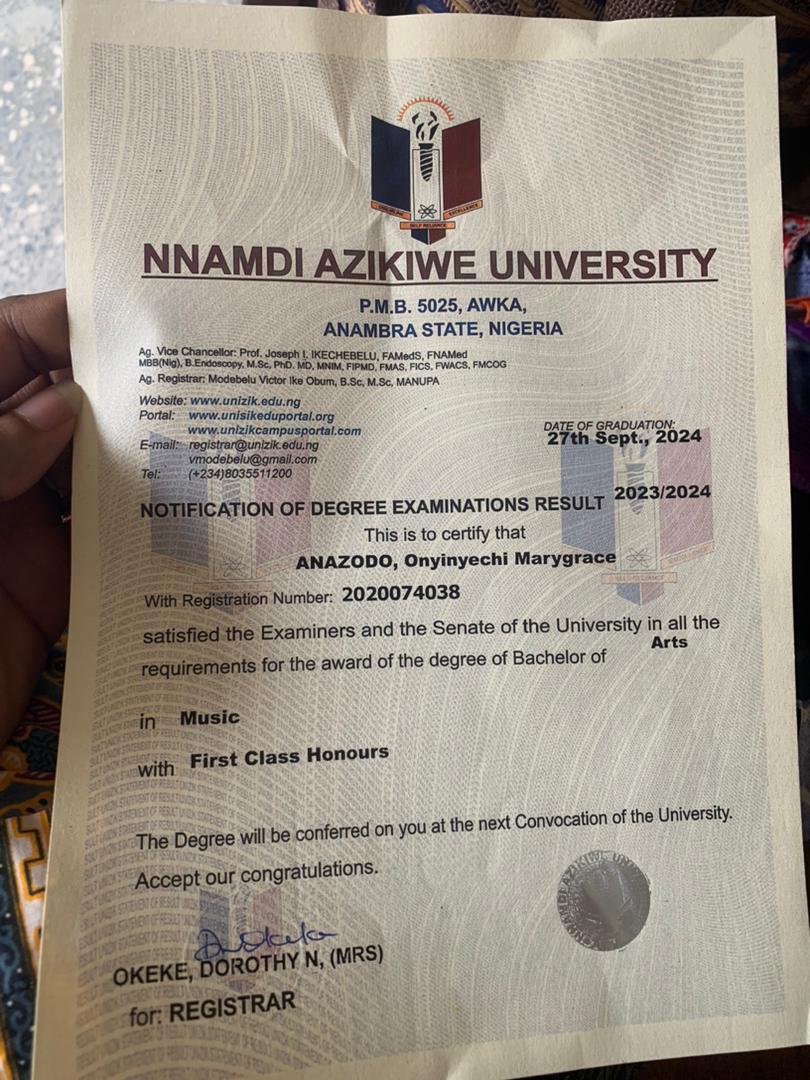 DISCIPLINE
EXCELLENCE
SELF RELIANCE
NNAMDI AZIKIWE UNIVERSITY
P.M.B. 5025, AWKA,
ANAMBRA STATE, NIGERIA
Ag. Vice Chancellor: Prof. Joseph I. IKECHEBELU, FAMedS, FNAMed
MBB(Nig), B.Endoscopy, M.Sc, PhD. MD, MNIM, FIPMD, FMAS, FICS, FWACS, FMCOG
Ag. Registrar: Modebelu Victor Ike Obum, B.Sc, M.Sc, MANUPA
Website: www.unizik.edu.ng
Portal: www.unisikeduportal.org
www.unizikcampusportal.com
E-mail: registrar@unizik.edu.ng
vmodebelu@gmail.com
Tel: (+234)8035511200
DATE OF GRADUATION:
27th Sept., 2024
NOTIFICATION OF DEGREE EXAMINATIONS RESULT 2023/2024
This is to certify that
ANAZODO, Onyinyechi Marygrace
With Registration Number: 2020074038
satisfied the Examiners and the Senate of the University in all the
requirements for the award of the degree of Bachelor of Arts
in Music
with First Class Honours
The Degree will be conferred on you at the next Convocation of the University.
Accept our congratulations.
NNAMDI AZIKIWE UNI
OKEKE, DOROTHY N, (MRS)
for: REGISTRAR